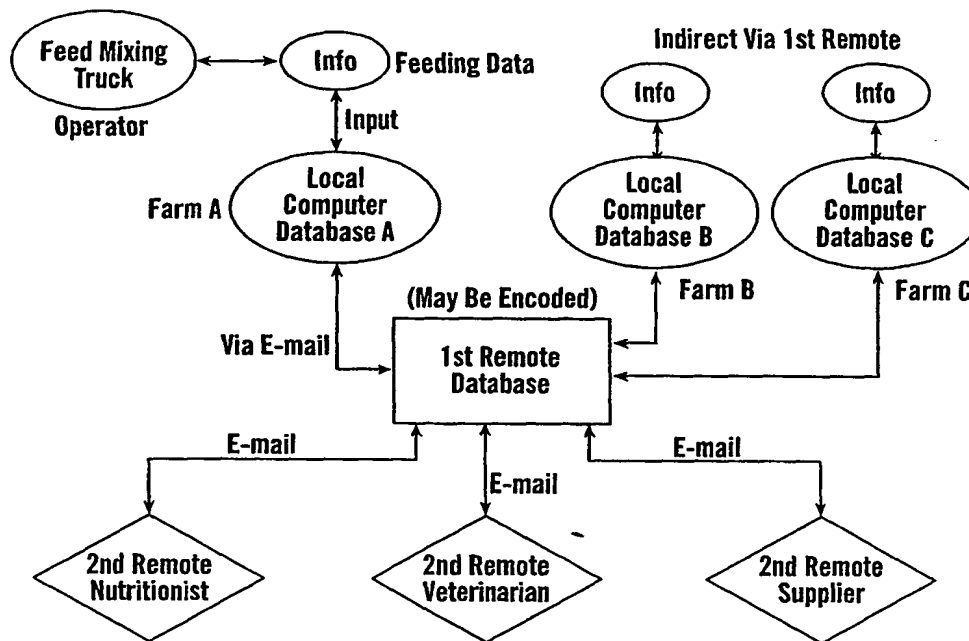 Feed Mixing
Truck
Operator
Info
Feeding Data
Input
Farm A
Local
Computer
Database A
Indirect Via 1st Remote
Info
Info
Local
Computer
Database B
Local
Computer
Database C
Farm B
Farm C
(May Be Encoded)
Via E-mail
1st Remote
Database
E-mail
E-mail
E-mail
2nd Remote
Nutritionist
2nd Remote
Veterinarian
2nd Remote
Supplier